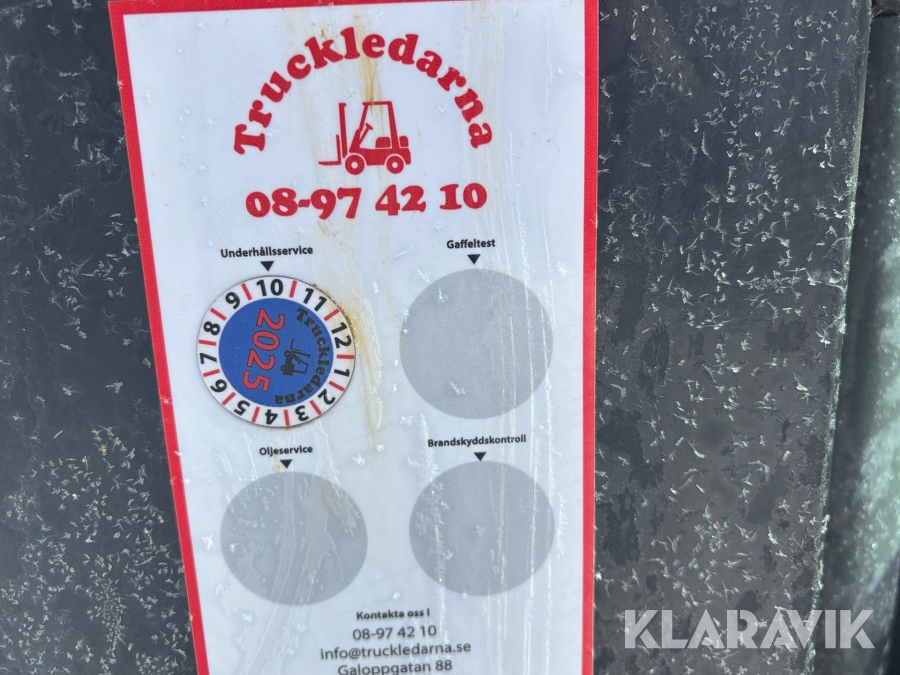 Truckledarna
08-97 42 10
Underhållsservice
Gaffeltest
1 2 3 4 5 6 7 8 9 10 11 12
Truckledarna
2025
Oljeservice
Brandskyddskontroll
Kontakta oss !
08-97 42 10
info@truckledarna.se
Galoppgatan 88
KLARAVIK